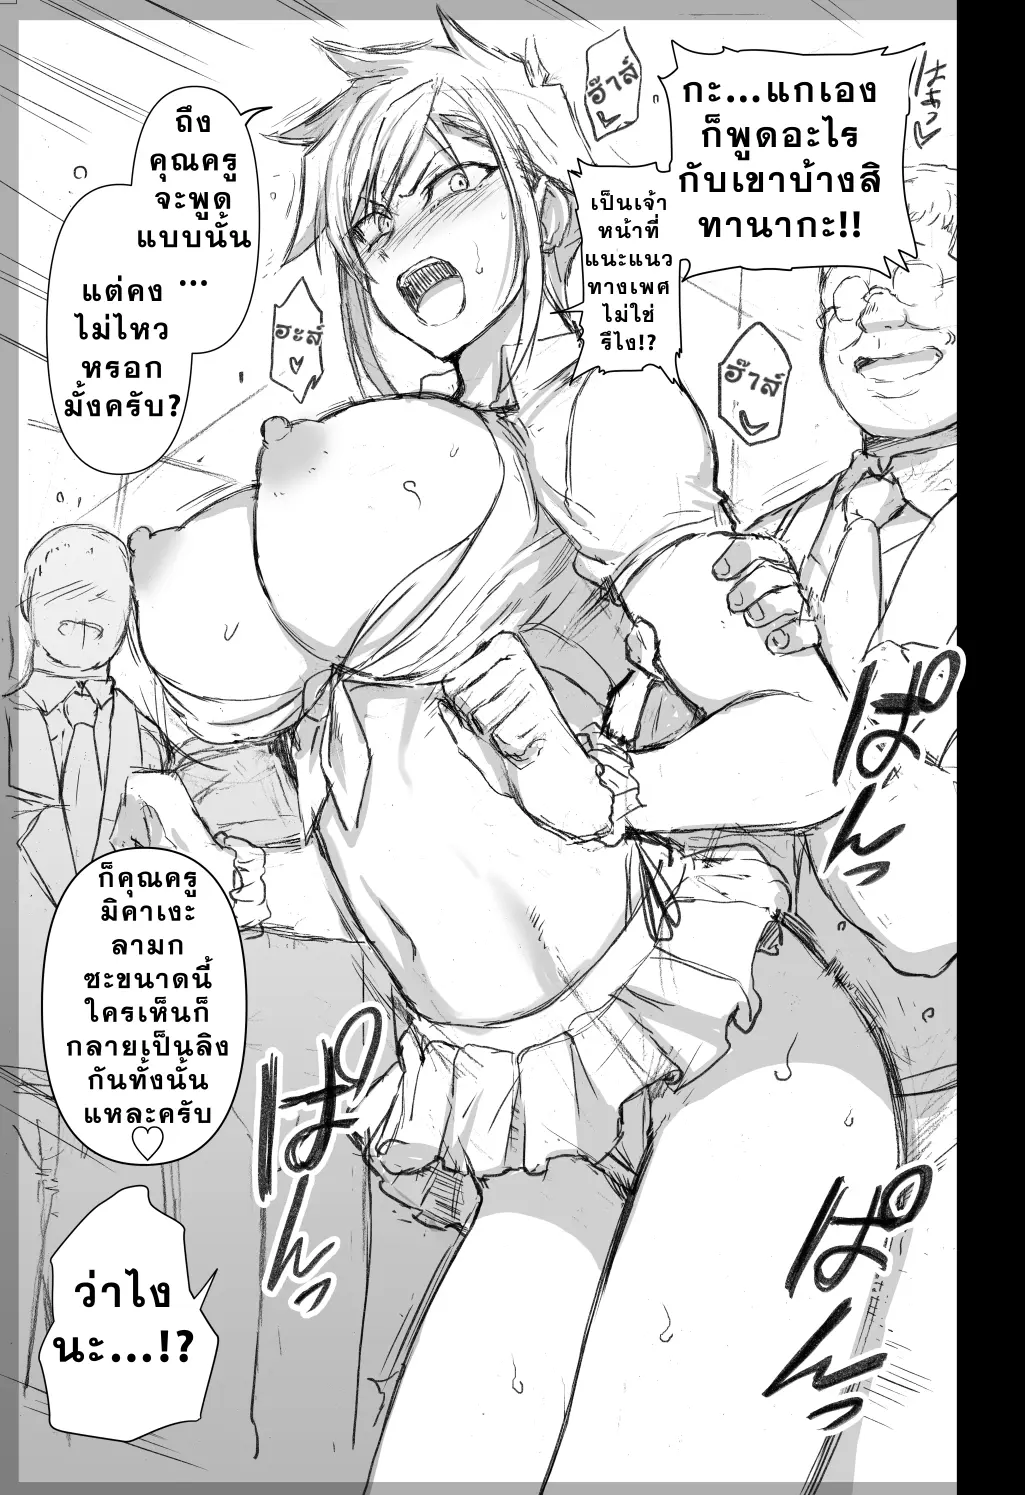 กะ...แกเอง
ก็พูดอะไร
กับเขาบ้างสิ
ทานากะ!!
เป็นเจ้า
หน้าที่
แนะแนว
ทางเพศ
ไม่ใช่
รึไง!?
ฮ๊าส์
ถึง
คุณครู
จะพูด
แบบนั้น
...
แต่คง
ไม่ไหว
หรอก
มั้งครับ?
ฮะส์
ฮ๊าส์
ぱんっ
ก็คุณครู
มิคาเงะ
ลามก
ซะขนาดนี้
ใครเห็นก็
กลายเป็นลิง
กันทั้งนั้น
แหละครับ
♡
ぱんっ
ぱんっ
ว่าไง
นะ...!?